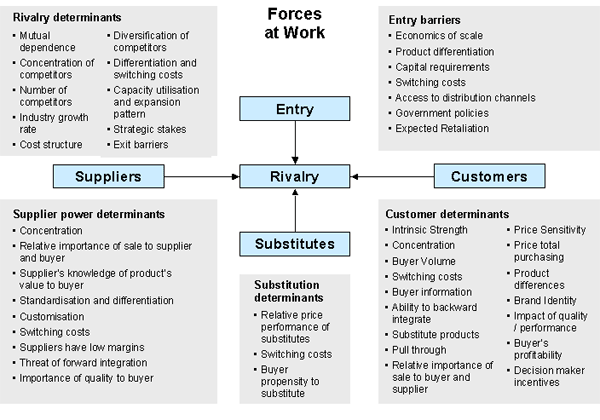 Forces
at Work
Rivalry determinants
▪ Mutual
dependence
▪ Concentration of
competitors
▪ Number of
competitors
▪ Industry growth
rate
▪ Cost structure
▪ Diversification of
competitors
▪ Differentiation and
switching costs
▪ Capacity utilisation
and expansion
pattern
▪ Strategic stakes
▪ Exit barriers
Entry barriers
▪ Economics of scale
▪ Product differentiation
▪ Capital requirements
▪ Switching costs
▪ Access to distribution channels
▪ Government policies
▪ Expected Retaliation
Entry
Suppliers
Rivalry
Customers
Substitutes
Supplier power determinants
▪ Concentration
▪ Relative importance of sale to supplier
and buyer
▪ Supplier's knowledge of product's
value to buyer
▪ Standardisation and differentiation
▪ Customisation
▪ Switching costs
▪ Suppliers have low margins
▪ Threat of forward integration
▪ Importance of quality to buyer
Substitution
determinants
▪ Relative price
performance of
substitutes
▪ Switching costs
▪ Buyer
propensity to
substitute
Customer determinants
▪ Intrinsic Strength
▪ Concentration
▪ Buyer Volume
▪ Switching costs
▪ Buyer information
▪ Ability to backward
integrate
▪ Substitute products
▪ Pull through
▪ Relative importance of
sale to buyer and
supplier
▪ Price Sensitivity
▪ Price total
purchasing
▪ Product
differences
▪ Brand Identity
▪ Impact of quality
/ performance
▪ Buyer's
profitability
▪ Decision maker
incentives